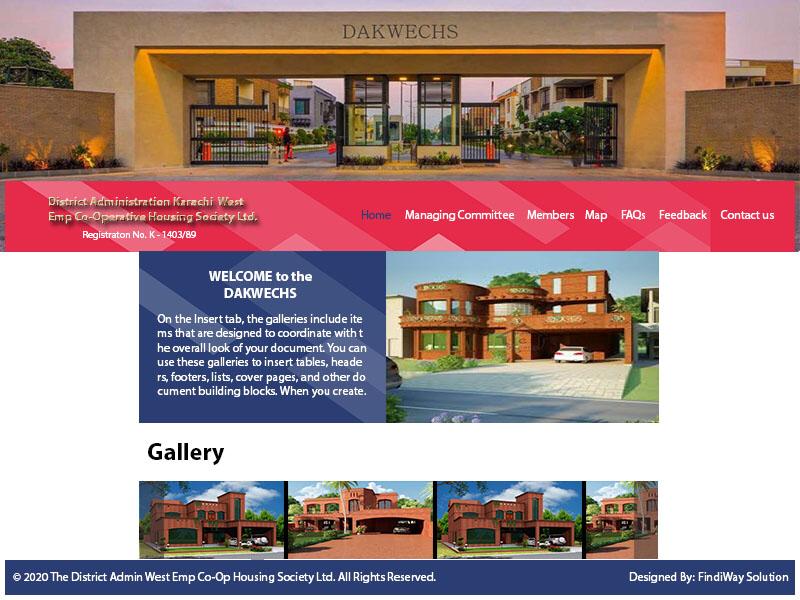 DAKWECHS
District Administration Karachi West
Emp Co-Operative Housing Society Ltd.
Registraton No. K - 1403/89
Home Managing Committee Members Map FAQs Feedback Contact us
WELCOME to the
DAKWECHS
On the Insert tab, the galleries include ite
ms that are designed to coordinate with t
he overall look of your document. You can
use these galleries to insert tables, heade
rs, footers, lists, cover pages, and other do
cument building blocks. When you create.
Gallery
© 2020 The District Admin West Emp Co-Op Housing Society Ltd. All Rights Reserved.
Designed By: FindiWay Solution